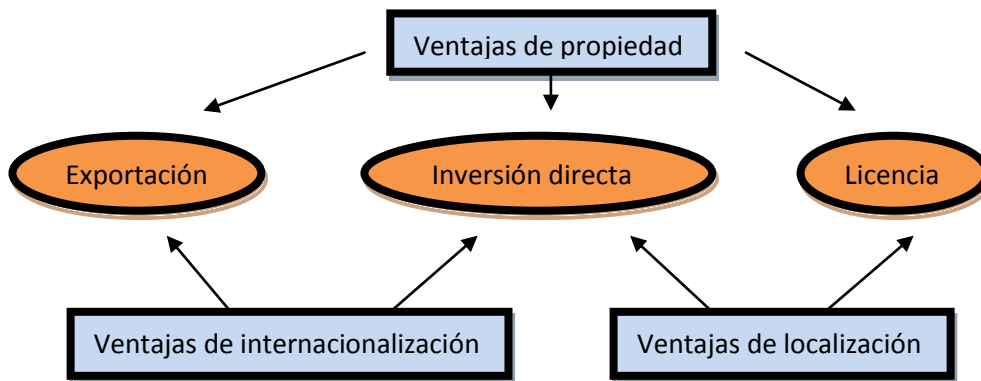 Ventajas de propiedad
Exportación
Inversión directa
Licencia
Ventajas de internacionalización
Ventajas de localización